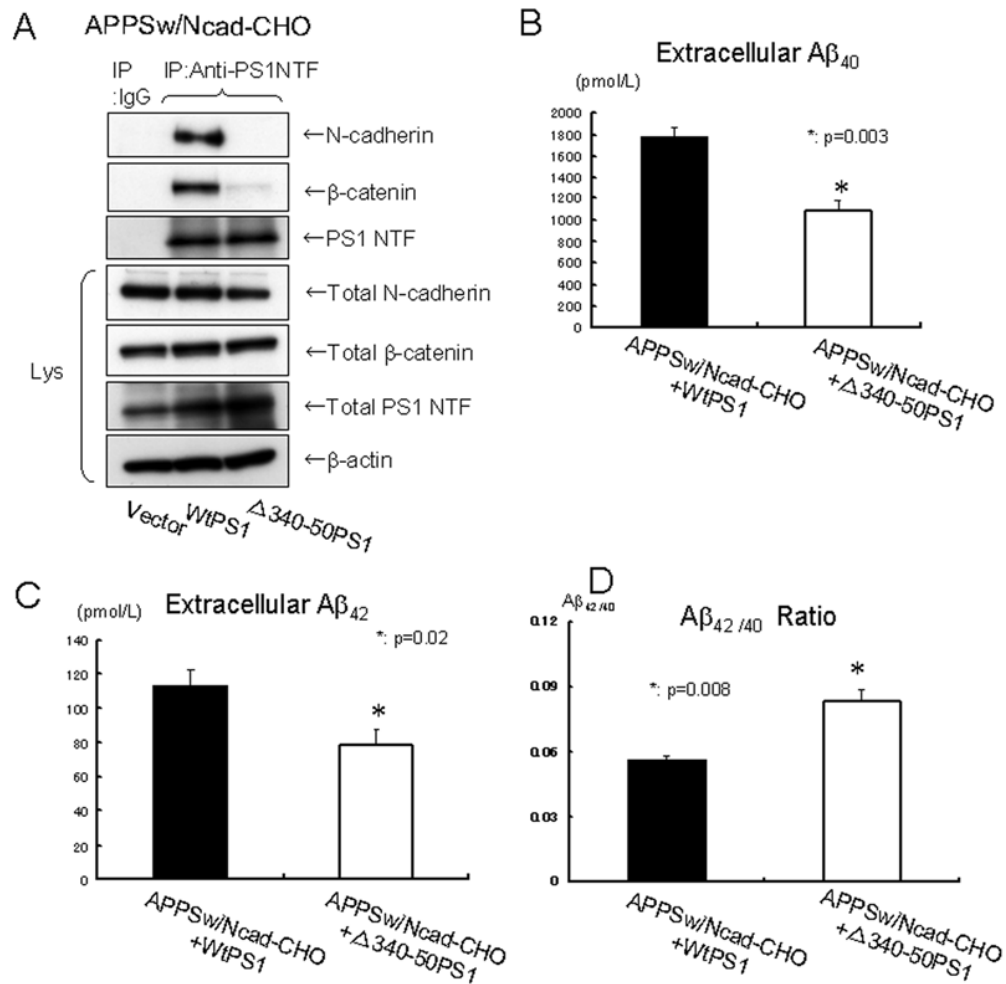 A
APPSw/Ncad-CHO
IP
:IgG
IP:Anti-PS1NTF
←N-cadherin
←β-catenin
←PS1 NTF
Lys
←Total N-cadherin
←Total β-catenin
←Total PS1 NTF
←β-actin
Vector
WtPS1
△340-50PS1
B
Extracellular Aβ40
(pmol/L)
*: p=0.003
2000
1800
1600
1400
1200
1000
800
600
400
200
0
*
APPSw/Ncad-CHO
+WtPS1
APPSw/Ncad-CHO
+△340-50PS1
C
(pmol/L)
Extracellular Aβ42
*: p=0.02
140
120
100
80
60
40
20
0
*
APPSw/Ncad-CHO
+WtPS1
APPSw/Ncad-CHO
+△340-50PS1
D
Aβ42/40
Aβ42/40 Ratio
*: p=0.008
0.12
0.09
0.06
0.03
0
*
APPSw/Ncad-CHO
+WtPS1
APPSw/Ncad-CHO
+△340-50PS1